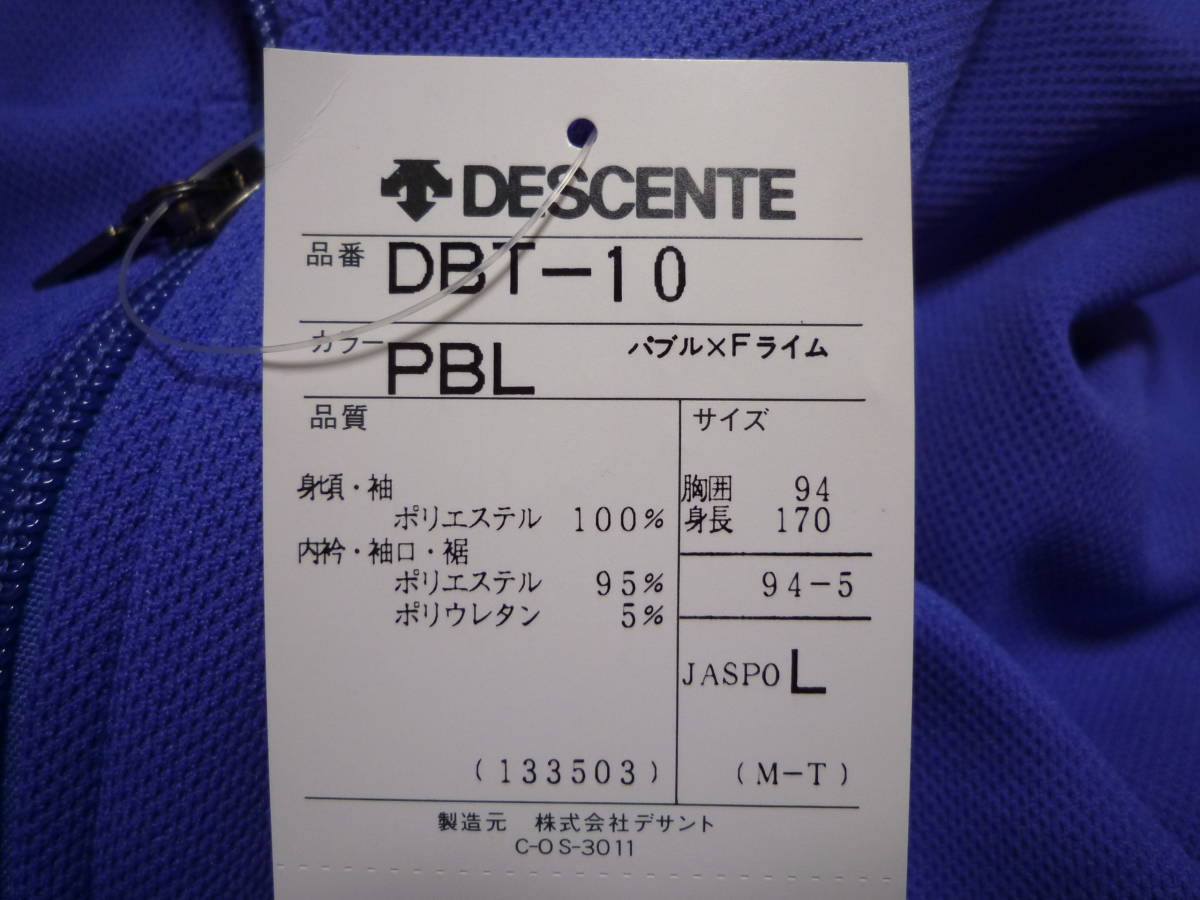 DESCENTE
品番 DBT-10
カラー PBL パブル×Fライム
品質
身頃・袖
ポリエステル 100%
内衿・袖口・裾
ポリエステル 95%
ポリウレタン 5%
(133503)
サイズ
胸囲 94
身長 170
94-5
JASPO L
(M-T)
製造元 株式会社デサント
C-OS-3011